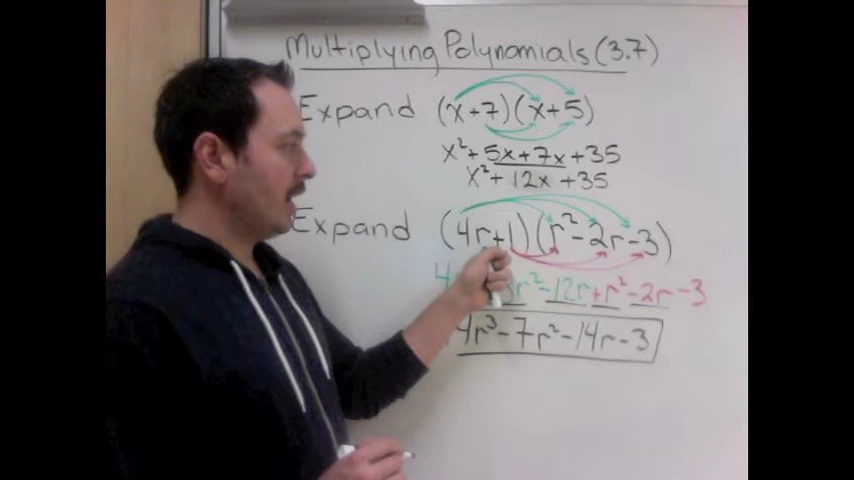 Multiplying Polynomials (3.7)
Expand (x+7)(x+5)
x²+ 5x+7x +35
x²+ 12x +35
Expand (4r+1)(r²-2r-3)
r²-12r+r²-2r-3
4r³-7r²-14r-3